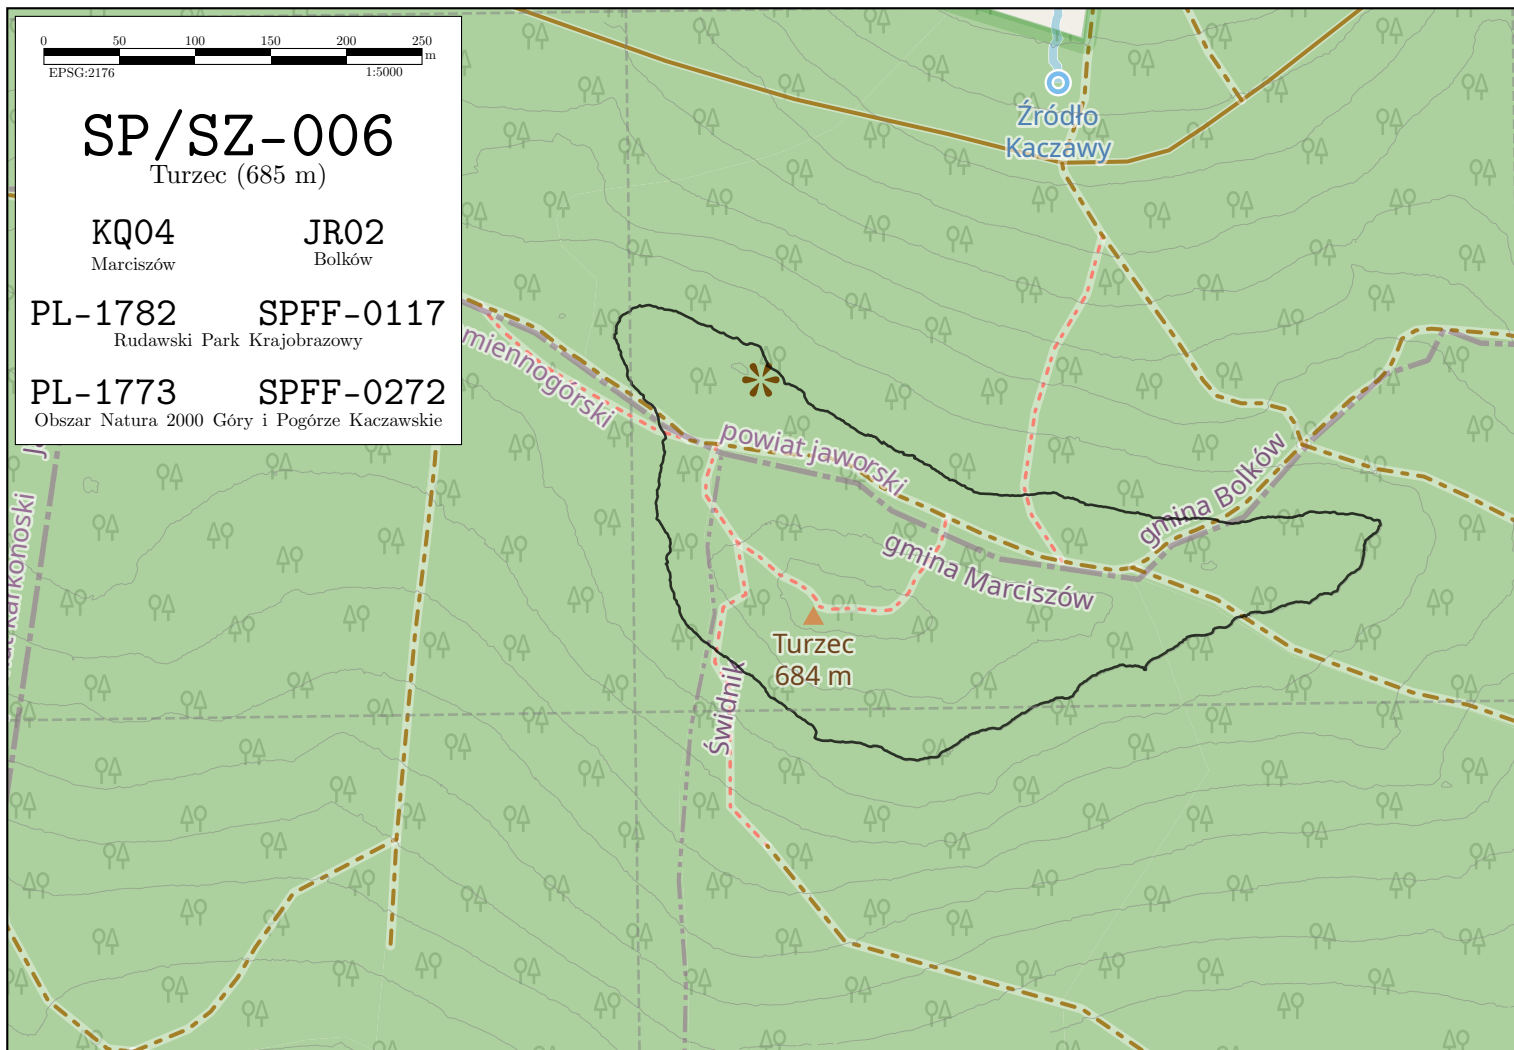 0 50 100 150 200 250
m
EPSG:2176 1:5000
SP/SZ-006
Turzec (685 m)
KQ04 JR02
Marciszów Bolków
PL-1782 SPFF-0117
Rudawski Park Krajobrazowy
PL-1773 SPFF-0272
Obszar Natura 2000 Góry i Pogórze Kaczawskie
Źródło
Kaczawy
miennogórski
powiat jaworski
gmina Bolków
gmina Marciszów
Turzec
684 m
Świdnik
karkonoski